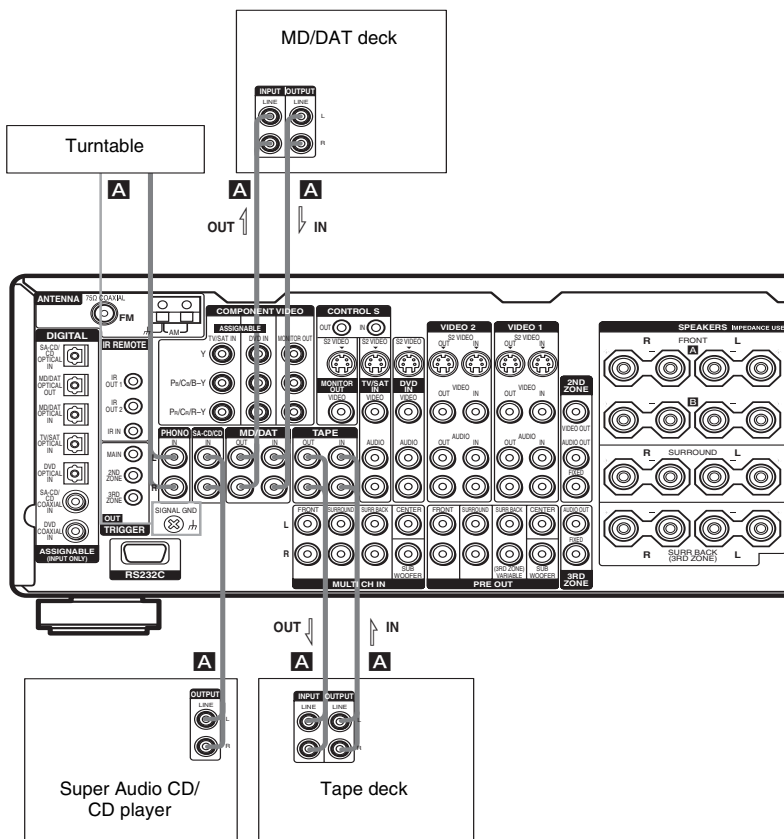 MD/DAT deck
INPUT OUTPUT
LINE LINE
L
R
Turntable
A
A A
OUT IN
ANTENNA
75Ω COAXIAL
FM
AM
DIGITAL
SA-CD/
CD
OPTICAL
IN
MD/DAT
OPTICAL
OUT
MD/DAT
OPTICAL
IN
TV/SAT
OPTICAL
IN
DVD
OPTICAL
IN
SA-CD/
CD
COAXIAL
IN
DVD
COAXIAL
IN
ASSIGNABLE
(INPUT ONLY)
IR REMOTE
IR
OUT 1
IR
OUT 2
IR IN
MAIN
2ND
ZONE
3RD
ZONE
OUT
TRIGGER
RS232C
COMPONENT VIDEO
ASSIGNABLE
TV/SAT IN DVD IN MONITOR OUT
Y
PB/CB/B–Y
PR/CR/R–Y
CONTROL S
OUT IN
S2 VIDEO S2 VIDEO S2 VIDEO
MONITOR
OUT
TV/SAT
IN
DVD
IN
VIDEO VIDEO VIDEO
AUDIO AUDIO
VIDEO 2
S2 VIDEO
OUT IN
VIDEO
OUT IN
AUDIO
OUT IN
VIDEO 1
S2 VIDEO
OUT IN
VIDEO
OUT IN
AUDIO
OUT IN
2ND
ZONE
VIDEO OUT
AUDIO OUT
FIXED
AUDIO OUT
FIXED
3RD
ZONE
PHONO SA-CD/CD MD/DAT TAPE
IN IN OUT IN OUT IN
L
R
SIGNAL GND
FRONT SURROUND SURR BACK CENTER
L
R
SUB
WOOFER
MULTI CH IN
FRONT SURROUND SURR BACK CENTER
(3RD ZONE)
VARIABLE
SUB
WOOFER
PRE OUT
SPEAKERS IMPEDANCE USE
R FRONT L
A
B
R SURROUND L
R SURR BACK L
(3RD ZONE)
OUT IN
A A A
OUTPUT
LINE
L
R
Super Audio CD/
CD player
INPUT OUTPUT
LINE LINE
L
R
Tape deck